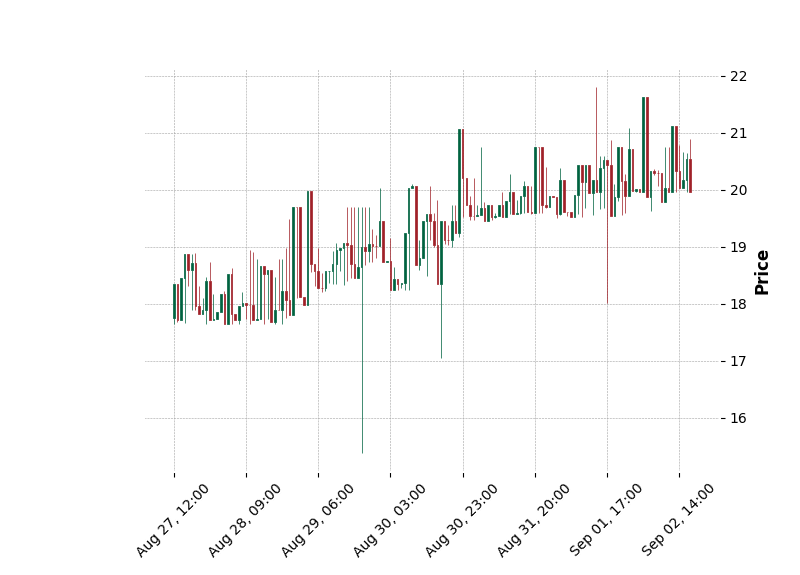 22
21
20
19
18
17
16
Price
Aug 27, 12:00
Aug 28, 09:00
Aug 29, 06:00
Aug 30, 03:00
Aug 30, 23:00
Aug 31, 20:00
Sep 01, 17:00
Sep 02, 14:00